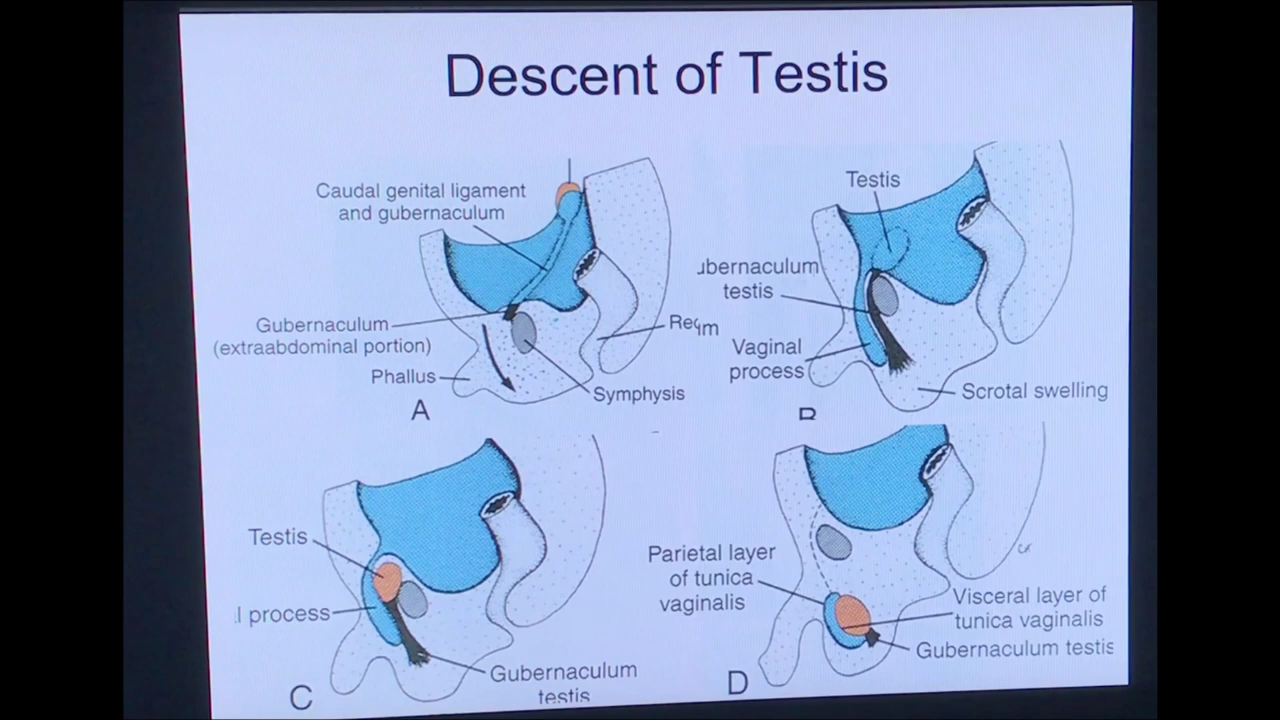 Descent of Testis
Caudal genital ligament
and gubernaculum
Gubernaculum
(extraabdominal portion)
Phallus
Symphysis
A
Testis
ubernaculum
testis
Vaginal
process
Scrotal swelling
Testis
l process
Gubernaculum
testis
C
Parietal layer
of tunica
vaginalis
Visceral layer of
tunica vaginalis
Gubernaculum testis
D